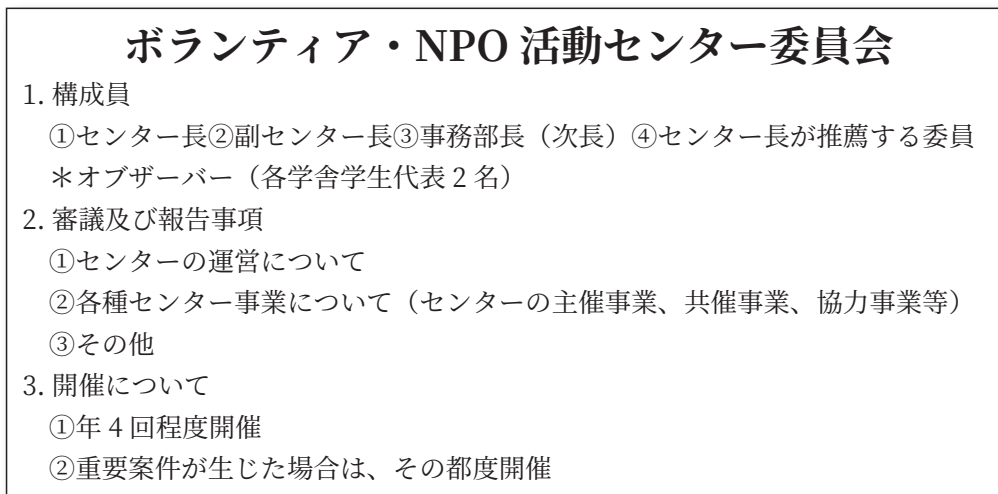 ボランティア・NPO 活動センター委員会
1. 構成員
①センター長②副センター長③事務部長（次長）④センター長が推薦する委員
＊オブザーバー（各学舎学生代表 2 名）
2. 審議及び報告事項
①センターの運営について
②各種センター事業について（センターの主催事業、共催事業、協力事業等）
③その他
3. 開催について
①年 4 回程度開催
②重要案件が生じた場合は、その都度開催